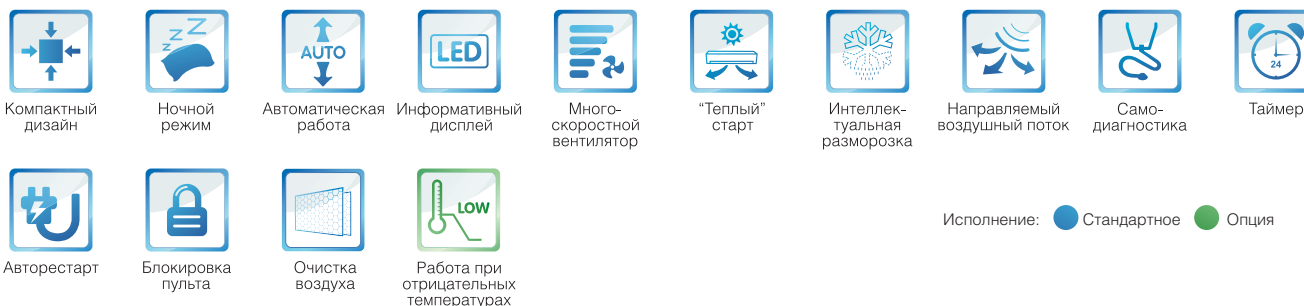 Z Z Z
AUTO
LED
24
Компактный
дизайн
Ночной
режим
Автоматическая
работа
Информативный
дисплей
Много-
скоростной
вентилятор
“Теплый”
старт
Интеллек-
туальная
разморозка
Направляемый
воздушный поток
Само-
диагностика
Таймер
LOW
Авторестарт
Блокировка
пульта
Очистка
воздуха
Работа при
отрицательных
температурах
Исполнение: Стандартное Опция